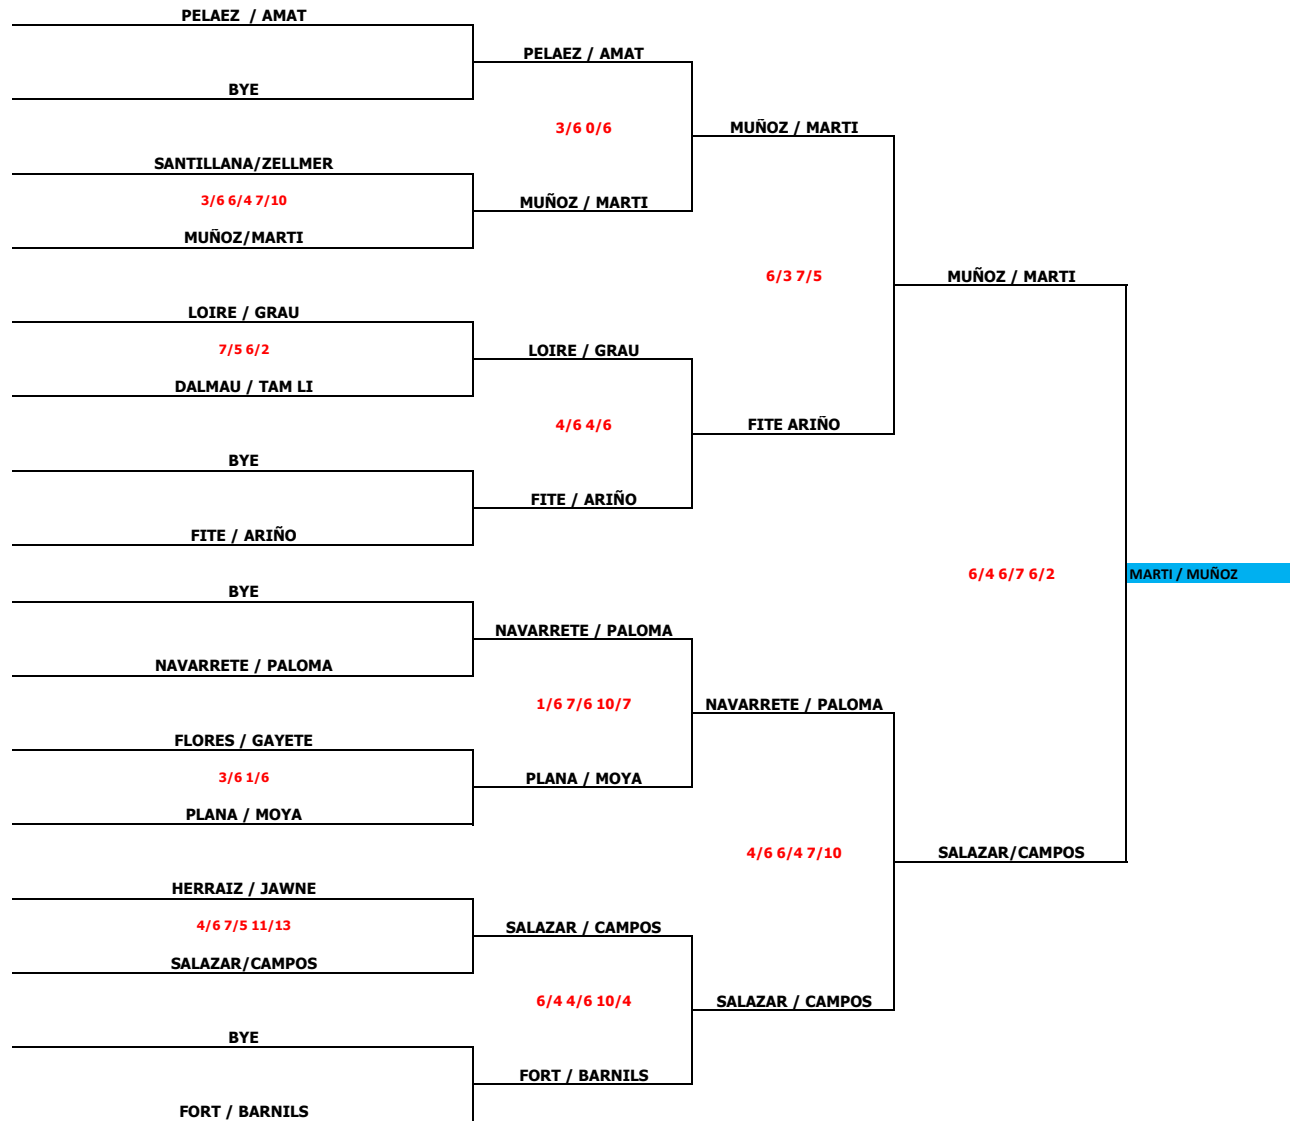 PELAEZ / AMAT
PELAEZ / AMAT
BYE
3/6 0/6
MUÑOZ / MARTI
SANTILLANA/ZELLMER
3/6 6/4 7/10
MUÑOZ / MARTI
MUÑOZ/MARTI
6/3 7/5
MUÑOZ / MARTI
LOIRE / GRAU
7/5 6/2
LOIRE / GRAU
DALMAU / TAM LI
4/6 4/6
FITE ARIÑO
BYE
FITE / ARIÑO
FITE / ARIÑO
6/4 6/7 6/2
MARTI / MUÑOZ
BYE
NAVARRETE / PALOMA
NAVARRETE / PALOMA
1/6 7/6 10/7
NAVARRETE / PALOMA
FLORES / GAYETE
3/6 1/6
PLANA / MOYA
PLANA / MOYA
4/6 6/4 7/10
SALAZAR/CAMPOS
HERRAIZ / JAWNE
4/6 7/5 11/13
SALAZAR / CAMPOS
SALAZAR/CAMPOS
6/4 4/6 10/4
SALAZAR / CAMPOS
BYE
FORT / BARNILS
FORT / BARNILS